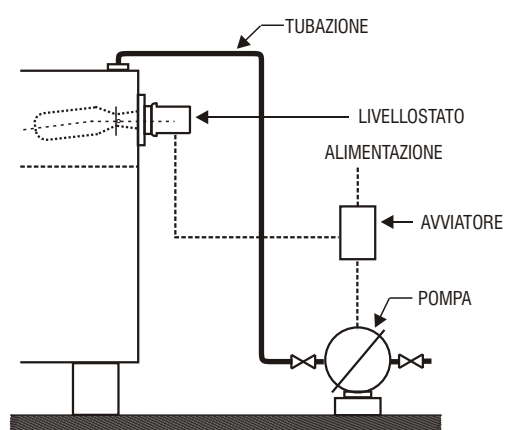 TUBAZIONE
LIVELLOSTATO
ALIMENTAZIONE
AVVIATORE
POMPA